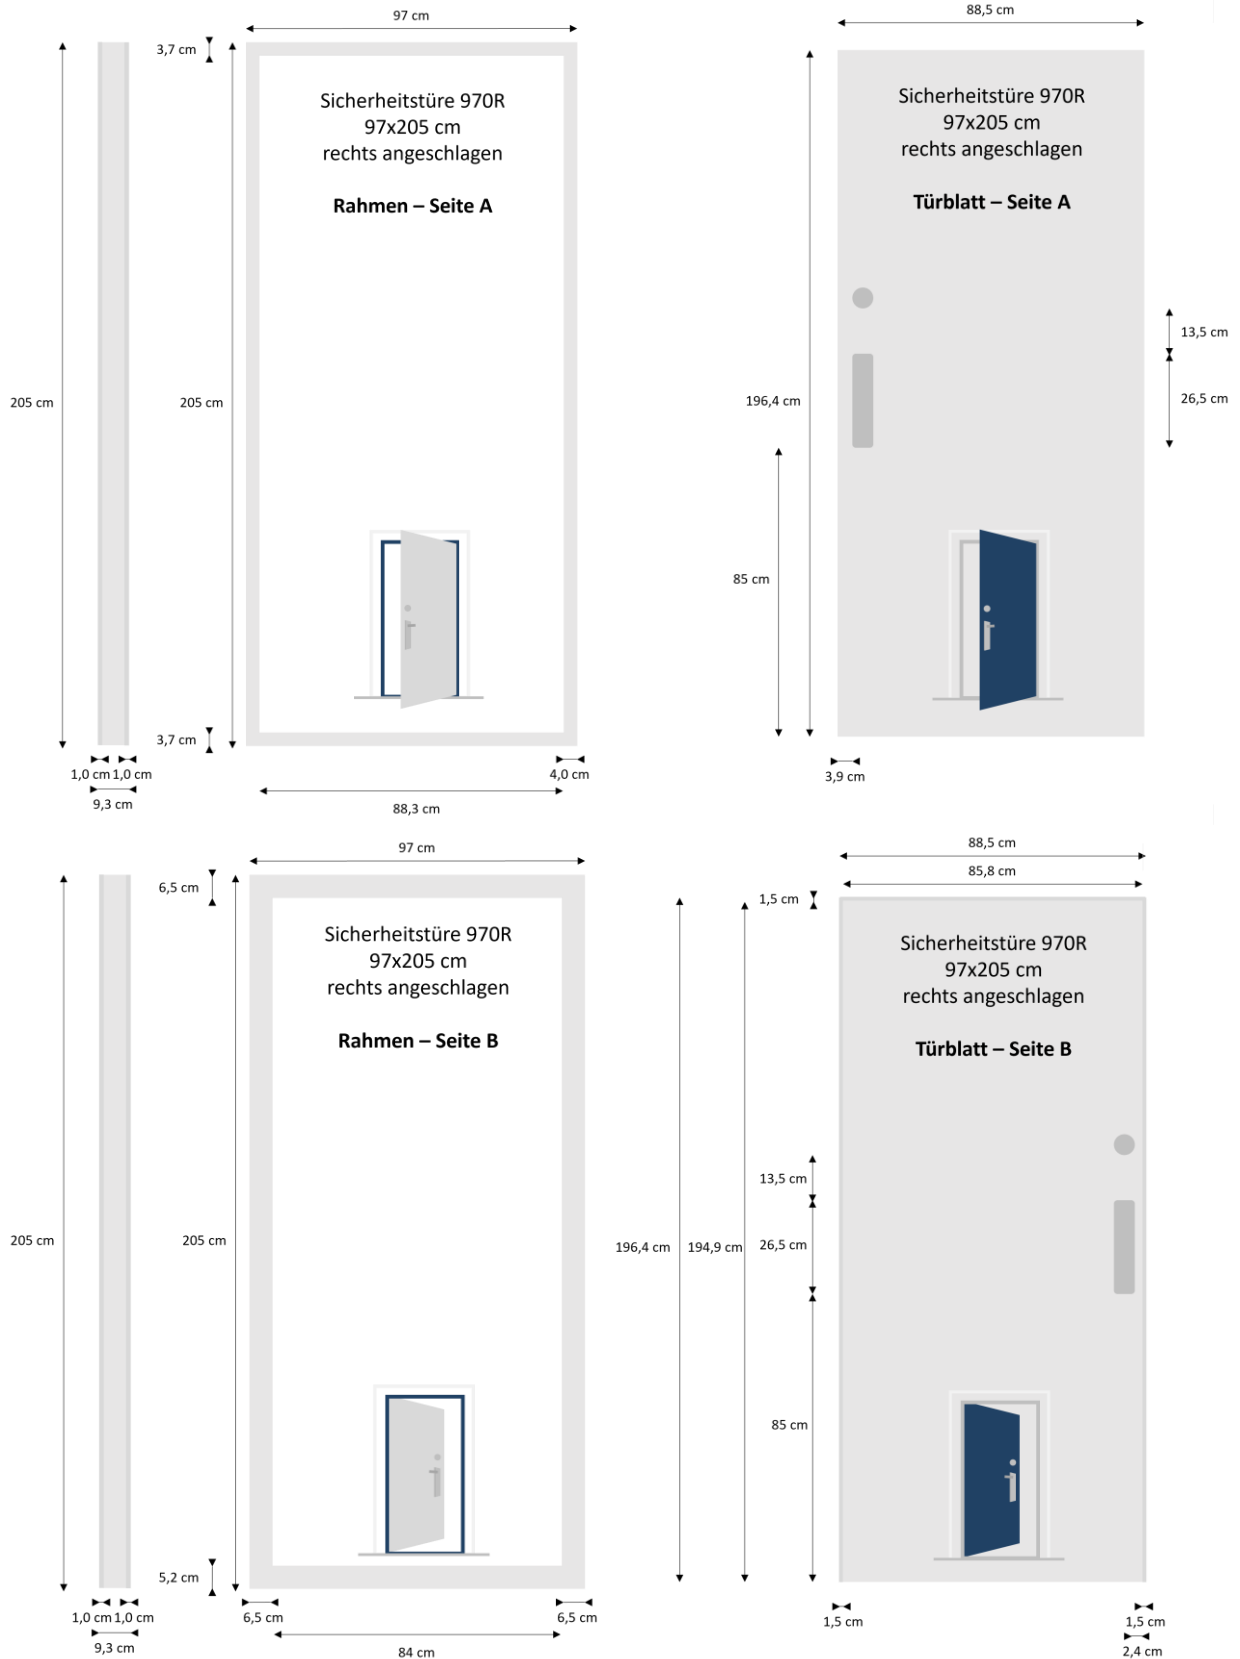 97 cm
3,7 cm
Sicherheitstüre 970R
97x205 cm
rechts angeschlagen
Rahmen – Seite A
205 cm
205 cm
3,7 cm
1,0 cm
1,0 cm
9,3 cm
4,0 cm
88,3 cm
88,5 cm
Sicherheitstüre 970R
97x205 cm
rechts angeschlagen
Türblatt – Seite A
13,5 cm
26,5 cm
196,4 cm
85 cm
3,9 cm
97 cm
6,5 cm
Sicherheitstüre 970R
97x205 cm
rechts angeschlagen
Rahmen – Seite B
205 cm
205 cm
5,2 cm
1,0 cm
1,0 cm
9,3 cm
6,5 cm
6,5 cm
84 cm
88,5 cm
85,8 cm
1,5 cm
Sicherheitstüre 970R
97x205 cm
rechts angeschlagen
Türblatt – Seite B
13,5 cm
26,5 cm
196,4 cm
194,9 cm
85 cm
1,5 cm
1,5 cm
2,4 cm